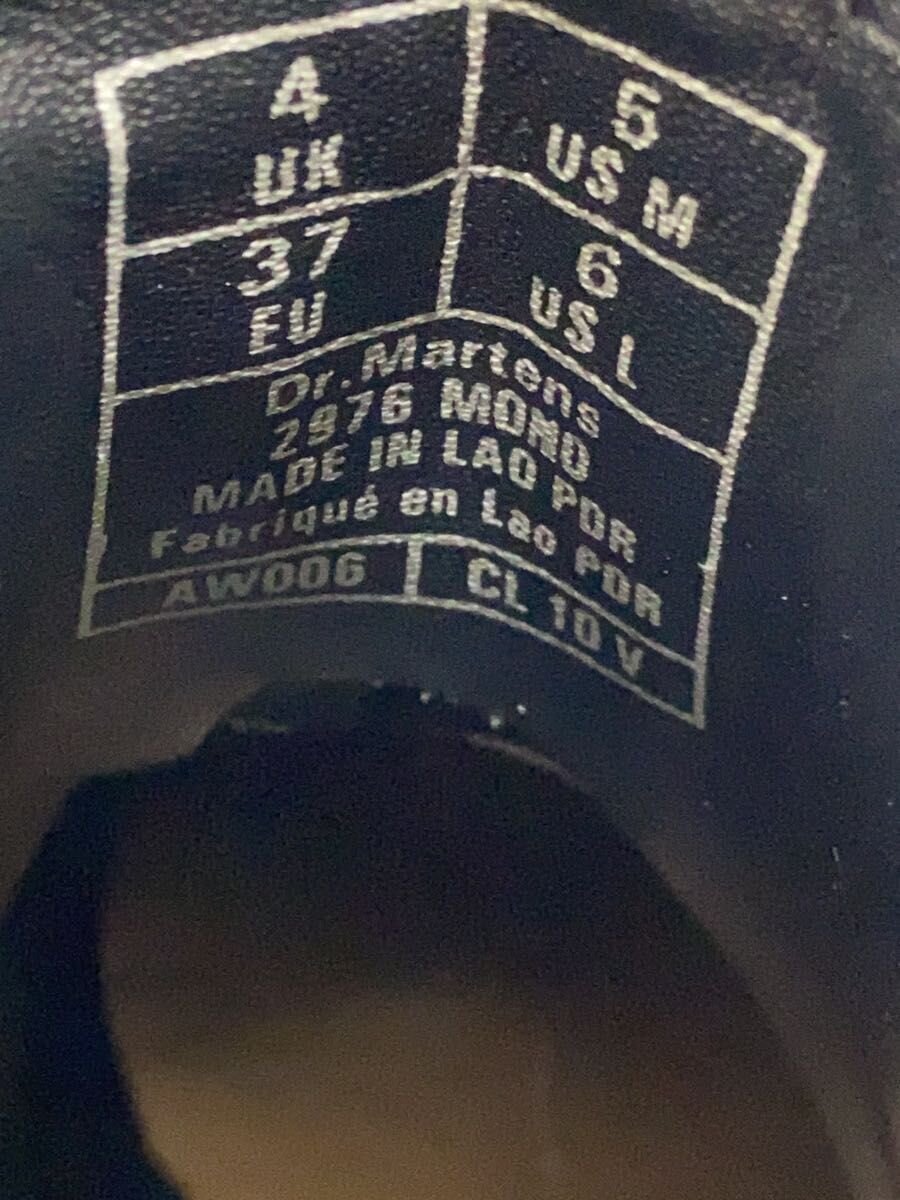 4
UK
5
US M
37
EU
6
US L
Dr. Martens
2976 MONO
MADE IN LAO PDR
Fabriqué en Lao PDR
AW006
CL 10 V